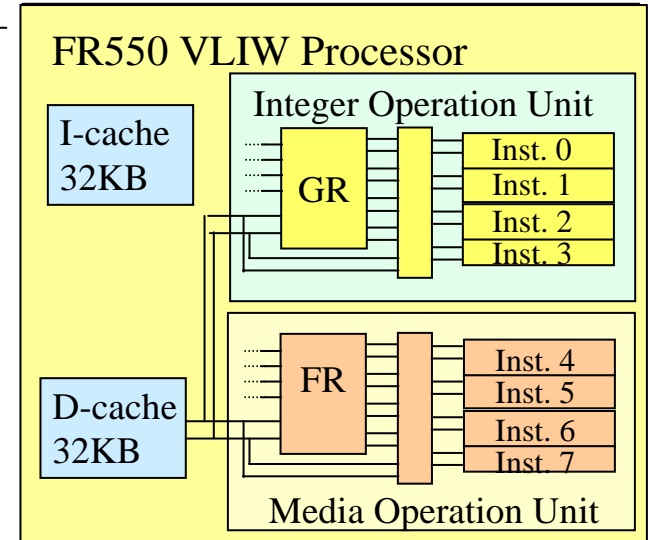 FR550 VLIW Processor
Integer Operation Unit
I-cache
32KB
GR
Inst. 0
Inst. 1
Inst. 2
Inst. 3
D-cache
32KB
FR
Inst. 4
Inst. 5
Inst. 6
Inst. 7
Media Operation Unit